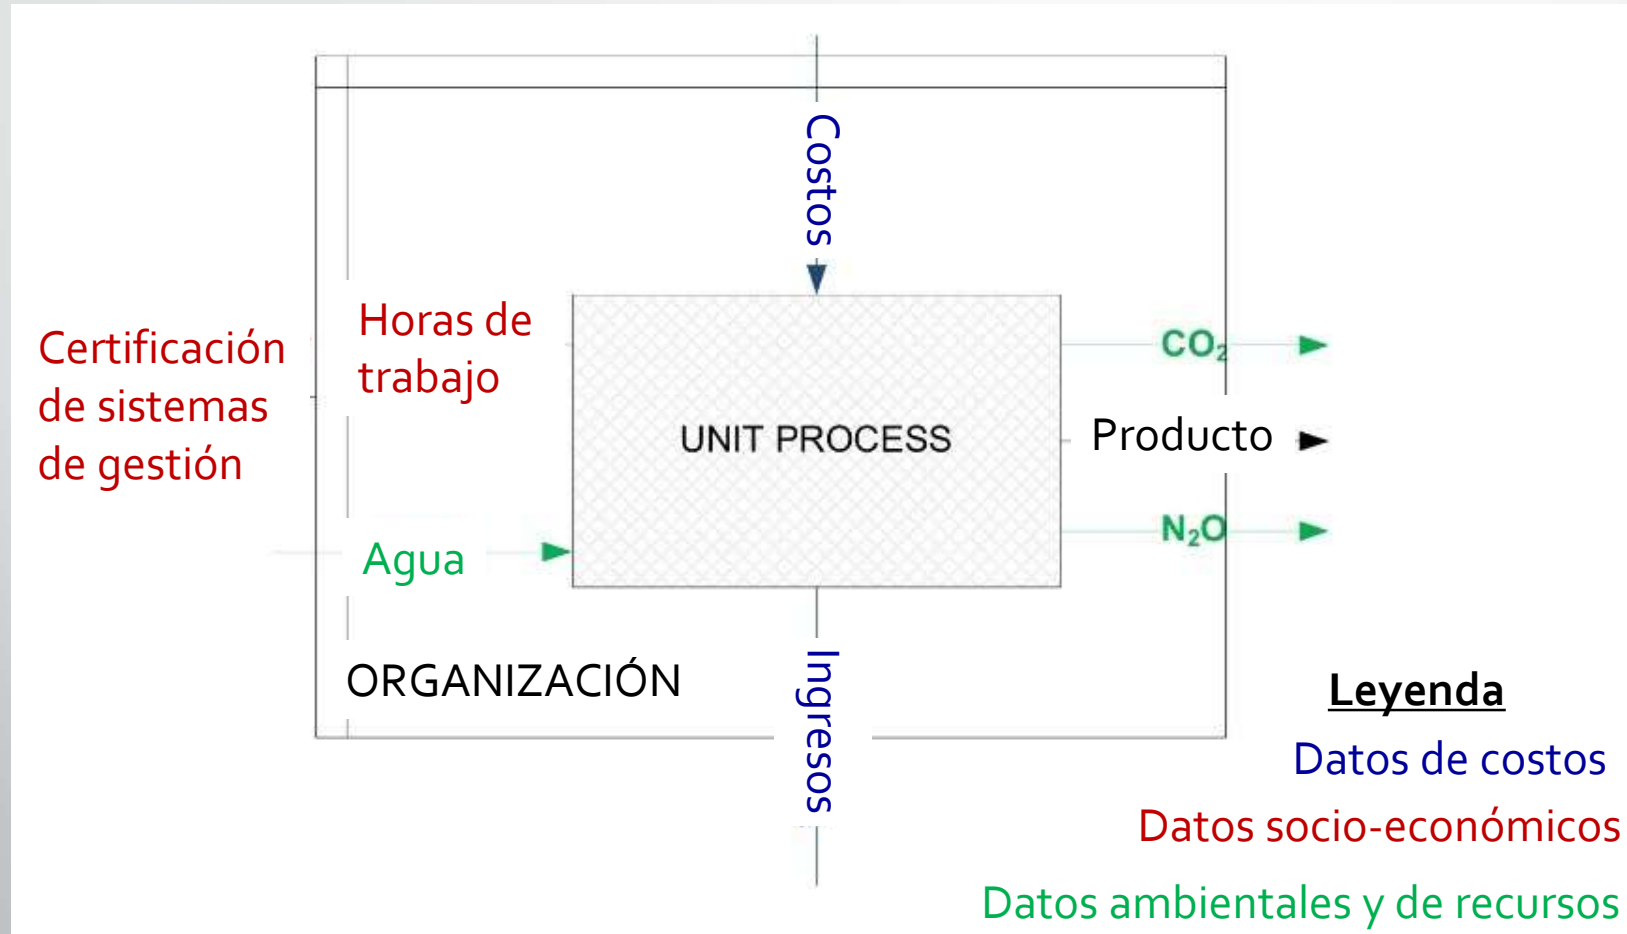 Costos
Certificación
de sistemas
de gestión
Horas de
trabajo
CO₂
UNIT PROCESS
Producto
Agua
N₂O
ORGANIZACIÓN
Ingresos
Leyenda
Datos de costos
Datos socio-económicos
Datos ambientales y de recursos